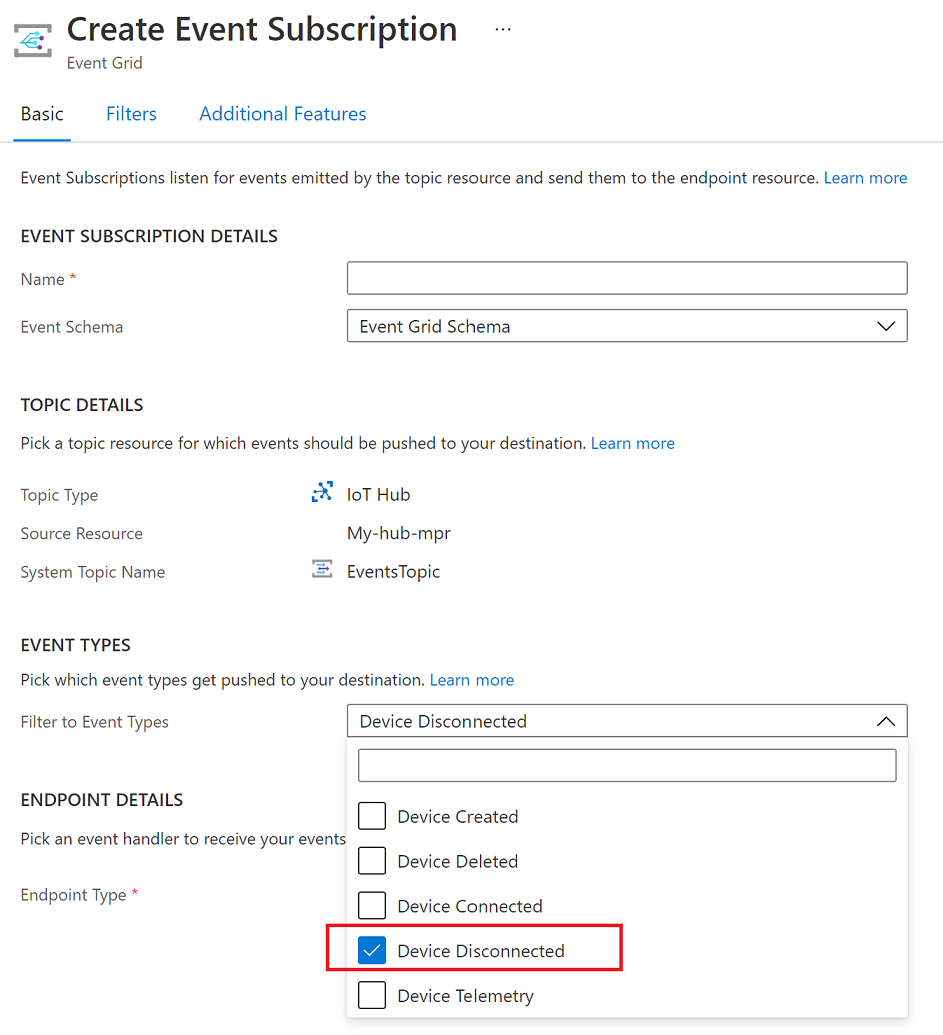 Create Event Subscription ...
Event Grid
Basic Filters Additional Features
Event Subscriptions listen for events emitted by the topic resource and send them to the endpoint resource. Learn more
EVENT SUBSCRIPTION DETAILS
Name *
Event Schema Event Grid Schema
TOPIC DETAILS
Pick a topic resource for which events should be pushed to your destination. Learn more
Topic Type IoT Hub
Source Resource My-hub-mpr
System Topic Name EventsTopic
EVENT TYPES
Pick which event types get pushed to your destination. Learn more
Filter to Event Types Device Disconnected
ENDPOINT DETAILS
Pick an event handler to receive your events
Endpoint Type *
Device Created
Device Deleted
Device Connected
Device Disconnected
Device Telemetry